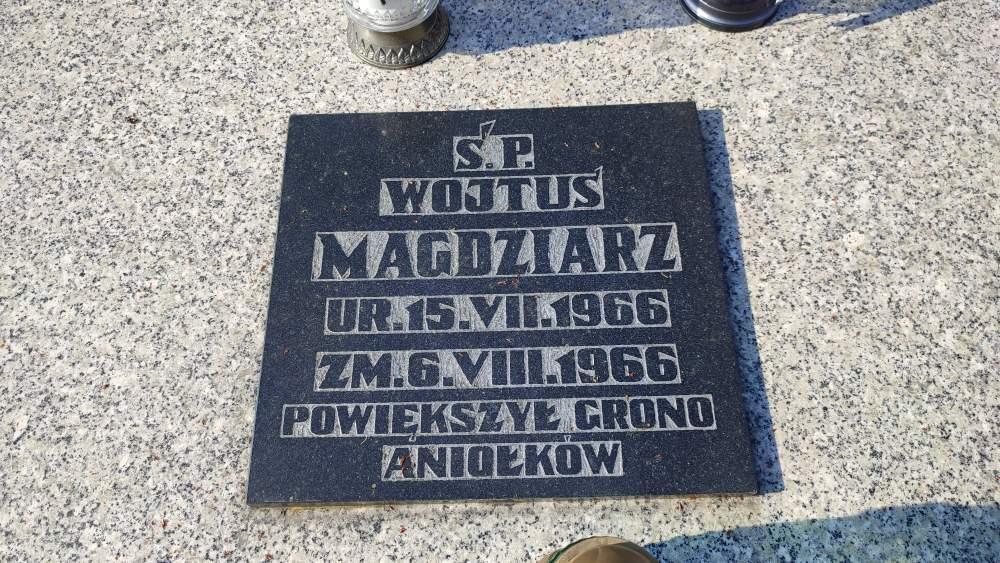 Ś.P.
WOJTUŚ
MAGDZIARZ
UR.15.VII.1966
ZM.6.VIII.1966
POWIĘKSZYŁ GRONO
ANIOŁKÓW